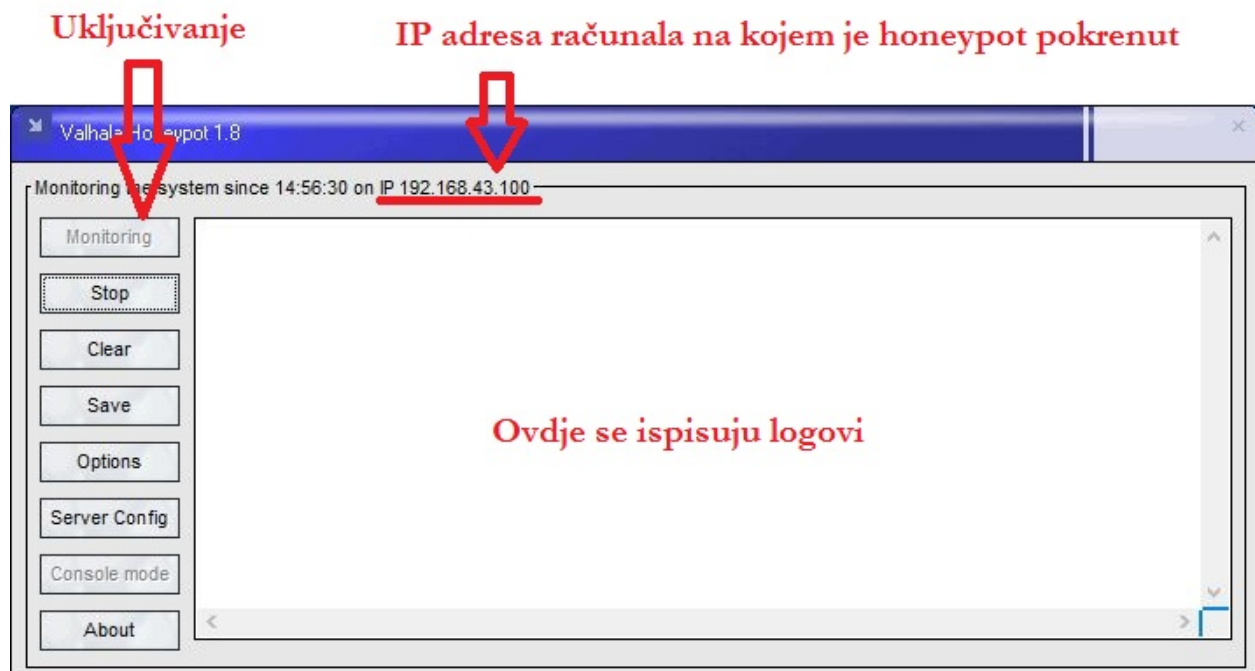 Uključivanje
IP adresa računala na kojem je honeypot pokrenut
Valhala Honeypot 1.8
Monitoring the system since 14:56:30 on IP 192.168.43.100
Monitoring
Stop
Clear
Save
Ovdje se ispisuju logovi
Options
Server Config
Console mode
About